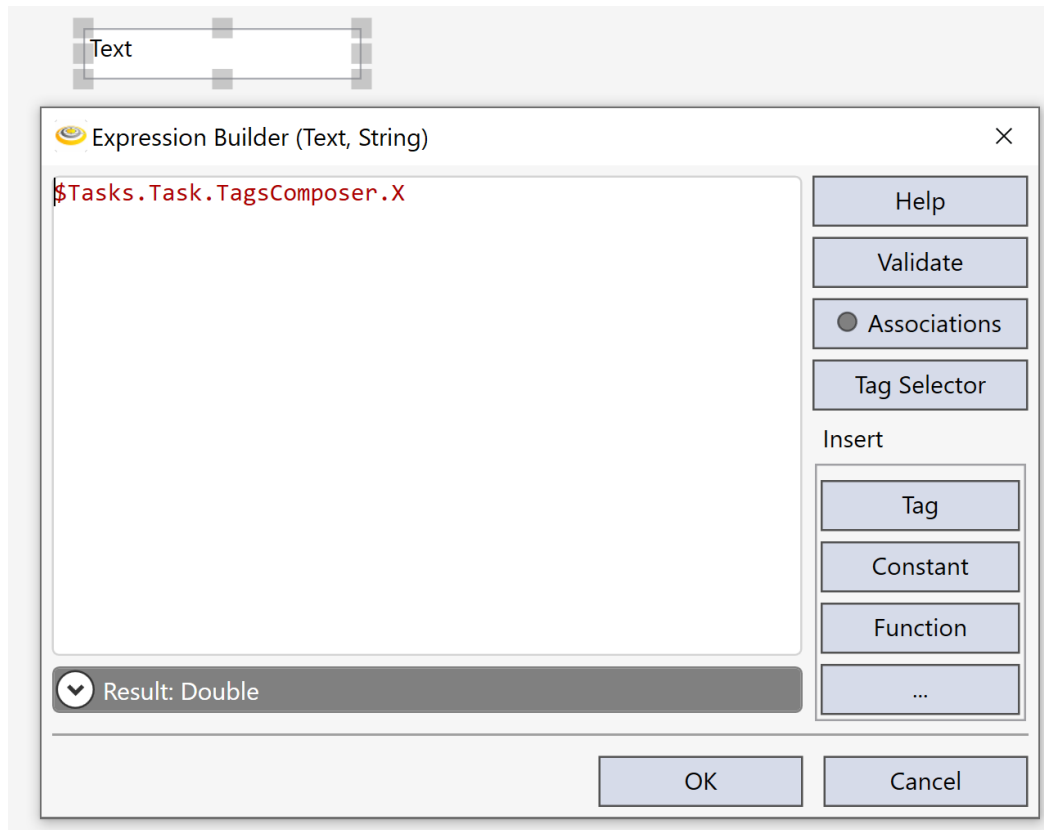 Text
Expression Builder (Text, String)
$Tasks.Task.TagsComposer.X
Help
Validate
Associations
Tag Selector
Insert
Tag
Constant
Function
...
Result: Double
OK
Cancel